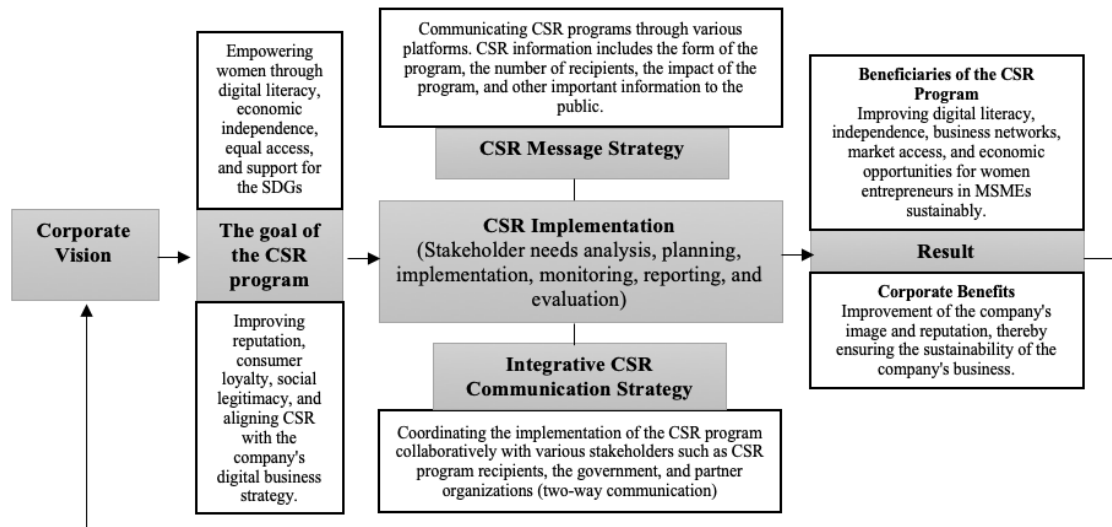 Corporate
Vision
Empowering
women through
digital literacy,
economic
independence,
equal access,
and support for
the SDGs
The goal of
the CSR
program
Improving
reputation,
consumer
loyalty, social
legitimacy, and
aligning CSR
with the
company's
digital business
strategy.
Communicating CSR programs through various
platforms. CSR information includes the form of the
program, the number of recipients, the impact of the
program, and other important information to the
public.
CSR Message Strategy
CSR Implementation
(Stakeholder needs analysis, planning,
implementation, monitoring, reporting, and
evaluation)
Integrative CSR
Communication Strategy
Coordinating the implementation of the CSR program
collaboratively with various stakeholders such as CSR
program recipients, the government, and partner
organizations (two-way communication)
Beneficiaries of the CSR
Program
Improving digital literacy,
independence, business networks,
market access, and economic
opportunities for women
entrepreneurs in MSMEs
sustainably.
Result
Corporate Benefits
Improvement of the company's
image and reputation, thereby
ensuring the sustainability of the
company's business.